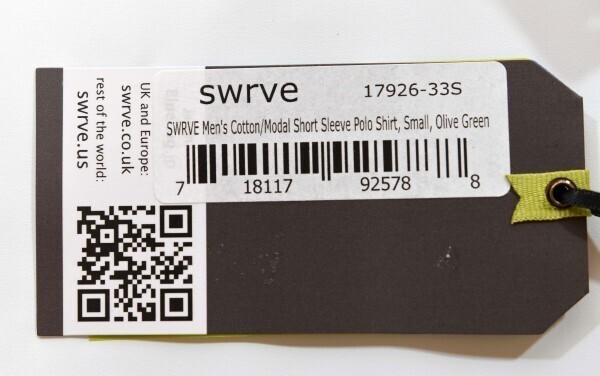 swrve 17926-33S
SWRVE Men's Cotton/Modal Short Sleeve Polo Shirt, Small, Olive Green
7 18117 92578 8
UK and Europe:
swrve.co.uk
rest of the world:
swrve.us